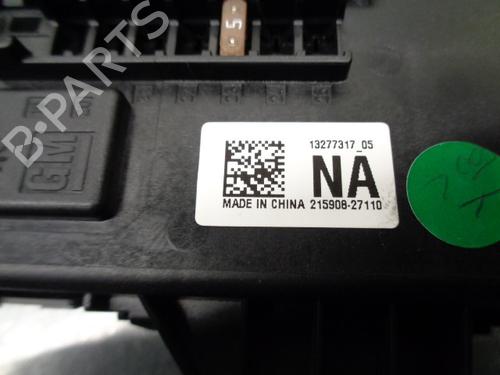 5
GM
13277317_05
NA
MADE IN CHINA 215908-27110
B-Parts